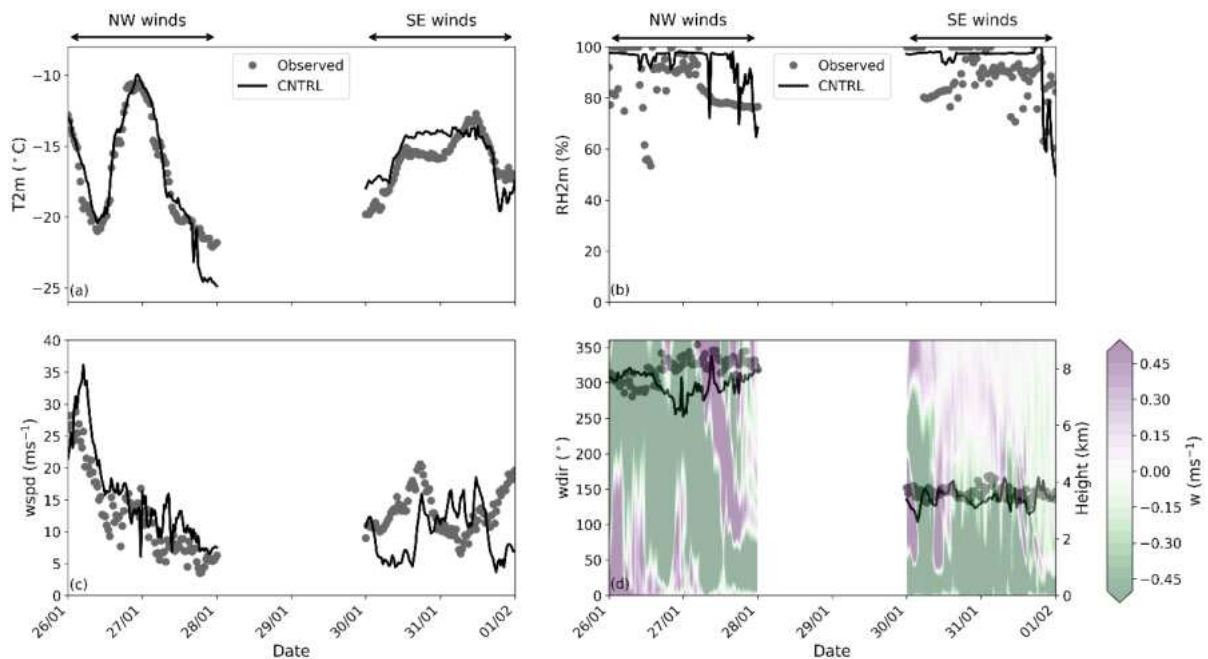 NW winds
SE winds
NW winds
SE winds
Observed
CNTRL
T2m (°C)
−10
−15
−20
−25
(a)
Observed
CNTRL
RH2m (%)
100
80
60
40
20
0
(b)
wspd (ms⁻¹)
40
35
30
25
20
15
10
5
0
(c)
26/01
27/01
28/01
29/01
30/01
31/01
01/02
Date
wdir (°)
350
300
250
200
150
100
50
0
(d)
26/01
27/01
28/01
29/01
30/01
31/01
01/02
Date
8
6
4
2
0
Height (km)
0.45
0.30
0.15
0.00
−0.15
−0.30
−0.45
w (ms⁻¹)